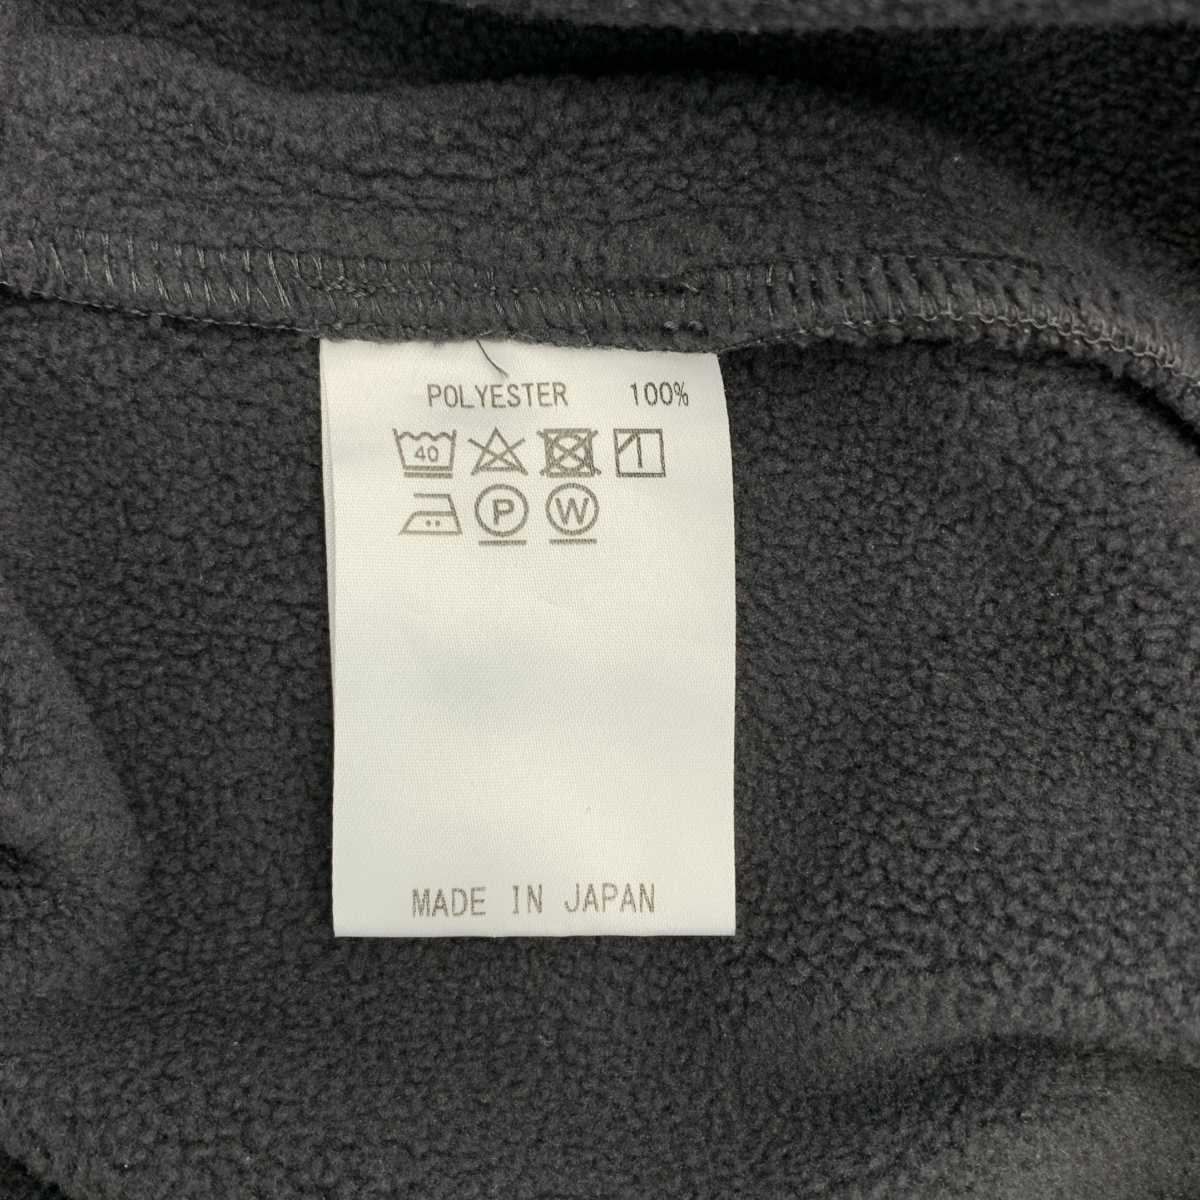 POLYESTER 100%
40
P W
MADE IN JAPAN